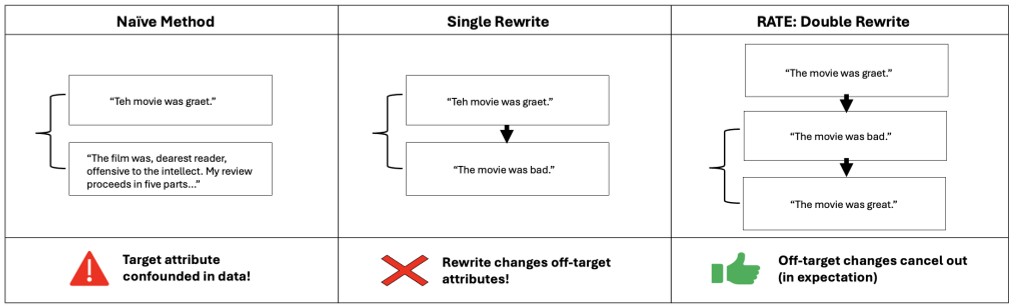 Naïve Method
Single Rewrite
RATE: Double Rewrite
“Teh movie was graet.”
“The film was, dearest reader,
offensive to the intellect. My review
proceeds in five parts...”
“Teh movie was graet.”
“The movie was bad.”
“The movie was graet.”
“The movie was bad.”
“The movie was great.”
Target attribute
confounded in data!
Rewrite changes off-target
attributes!
Off-target changes cancel out
(in expectation)